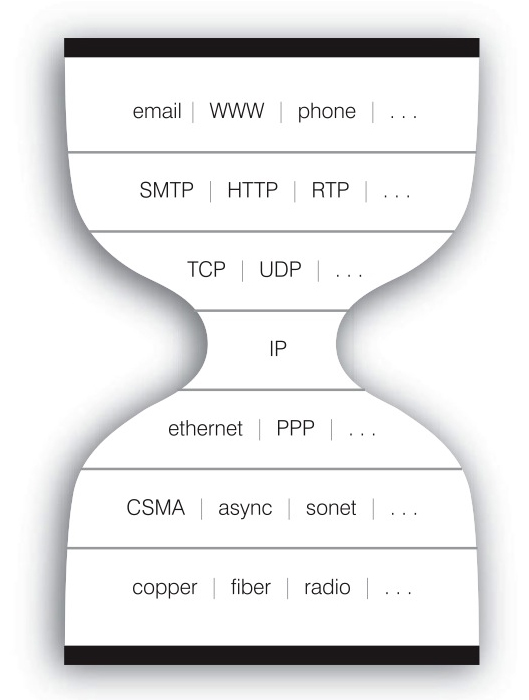 email | WWW | phone | . . .
SMTP | HTTP | RTP | . . .
TCP | UDP | . . .
IP
ethernet | PPP | . . .
CSMA | async | sonet | . . .
copper | fiber | radio | . . .